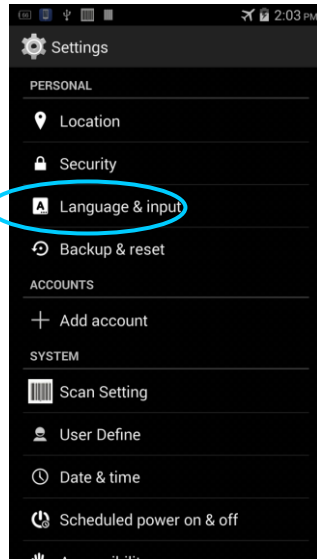 2:03 PM
Settings
PERSONAL
Location
Security
Language & input
Backup & reset
ACCOUNTS
Add account
SYSTEM
Scan Setting
User Define
Date & time
Scheduled power on & off